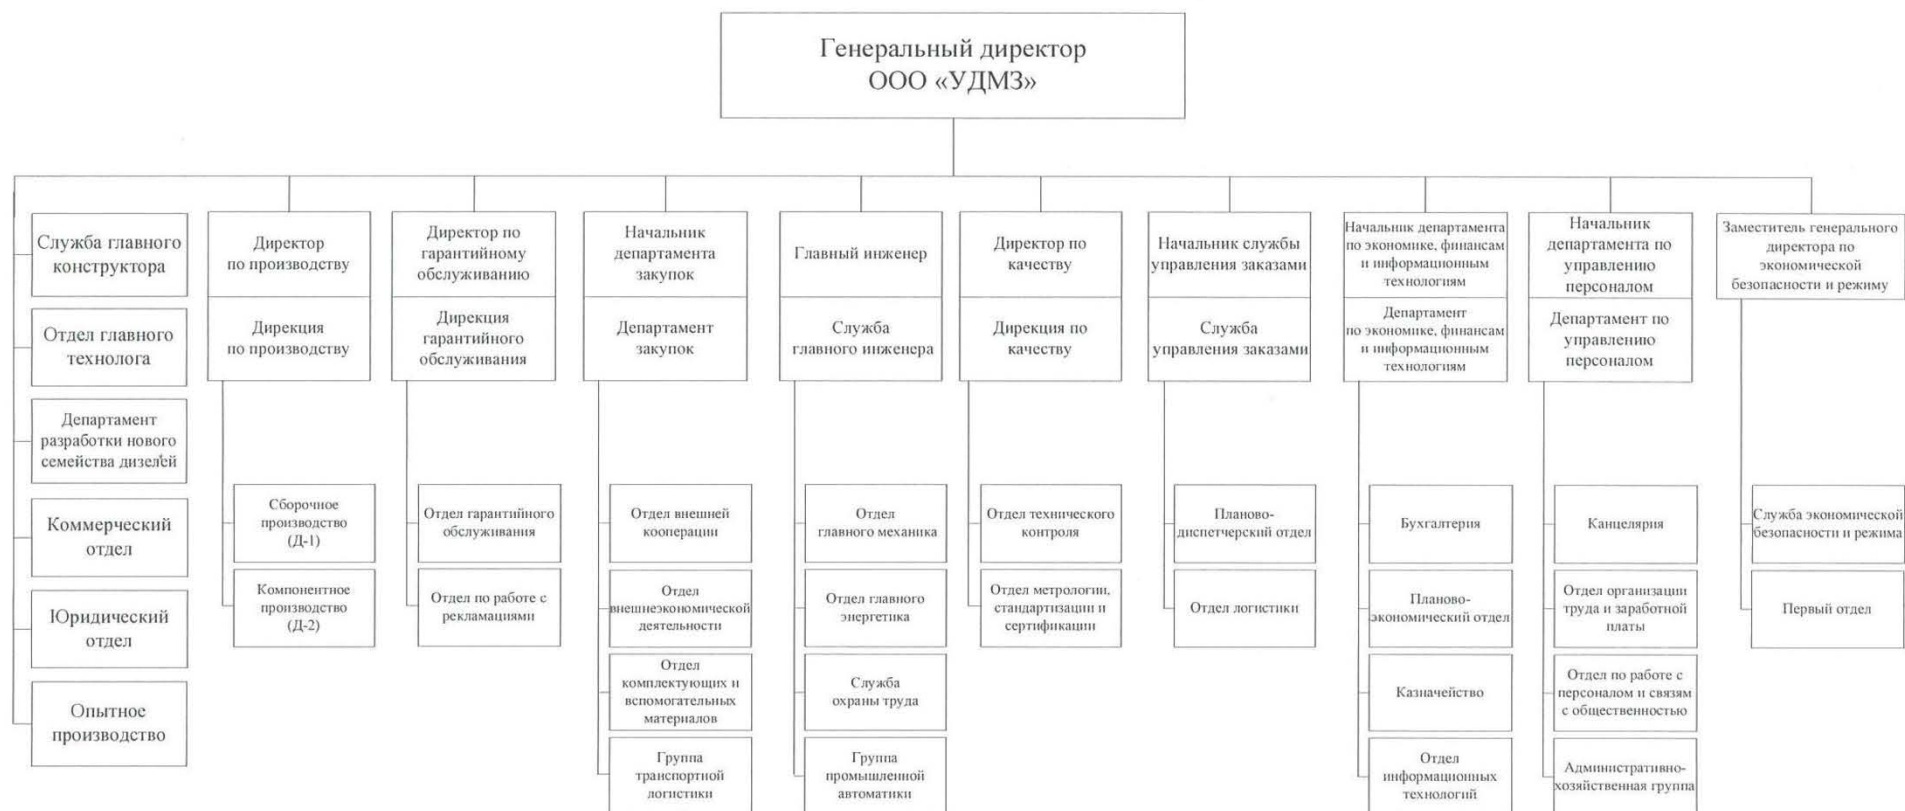 Генеральный директор
ООО «УДМЗ»
Служба главного
конструктора
Отдел главного
технолога
Департамент
разработки нового
семейства дизелей
Коммерческий
отдел
Юридический
отдел
Опытное
производство
Директор
по производству
Дирекция
по производству
Сборочное
производство
(Д-1)
Компонентное
производство
(Д-2)
Директор по
гарантийному
обслуживанию
Дирекция
гарантийного
обслуживания
Отдел гарантийного
обслуживания
Отдел по работе с
рекламациями
Начальник
департамента
закупок
Департамент
закупок
Отдел внешней
кооперации
Отдел
внешнеэкономической
деятельности
Отдел
комплектующих и
вспомогательных
материалов
Группа
транспортной
логистики
Главный инженер
Служба
главного инженера
Отдел
главного механика
Отдел главного
энергетика
Служба
охраны труда
Группа
промышленной
автоматики
Директор по
качеству
Дирекция по
качеству
Отдел технического
контроля
Отдел метрологии,
стандартизации и
сертификации
Начальник службы
управления заказами
Служба
управления заказами
Планово-
диспетчерский отдел
Отдел логистики
Начальник департамента
по экономике, финансам
и информационным
технологиям
Департамент
по экономике, финансам
и информационным
технологиям
Бухгалтерия
Планово-
экономический отдел
Казначейство
Отдел
информационных
технологий
Начальник
департамента по
управлению
персоналом
Департамент по
управлению
персоналом
Канцелярия
Отдел организации
труда и заработной
платы
Отдел по работе с
персоналом и связям
с общественностью
Административно-
хозяйственная группа
Заместитель генерального
директора по
экономической
безопасности и режиму
Служба экономической
безопасности и режима
Первый отдел